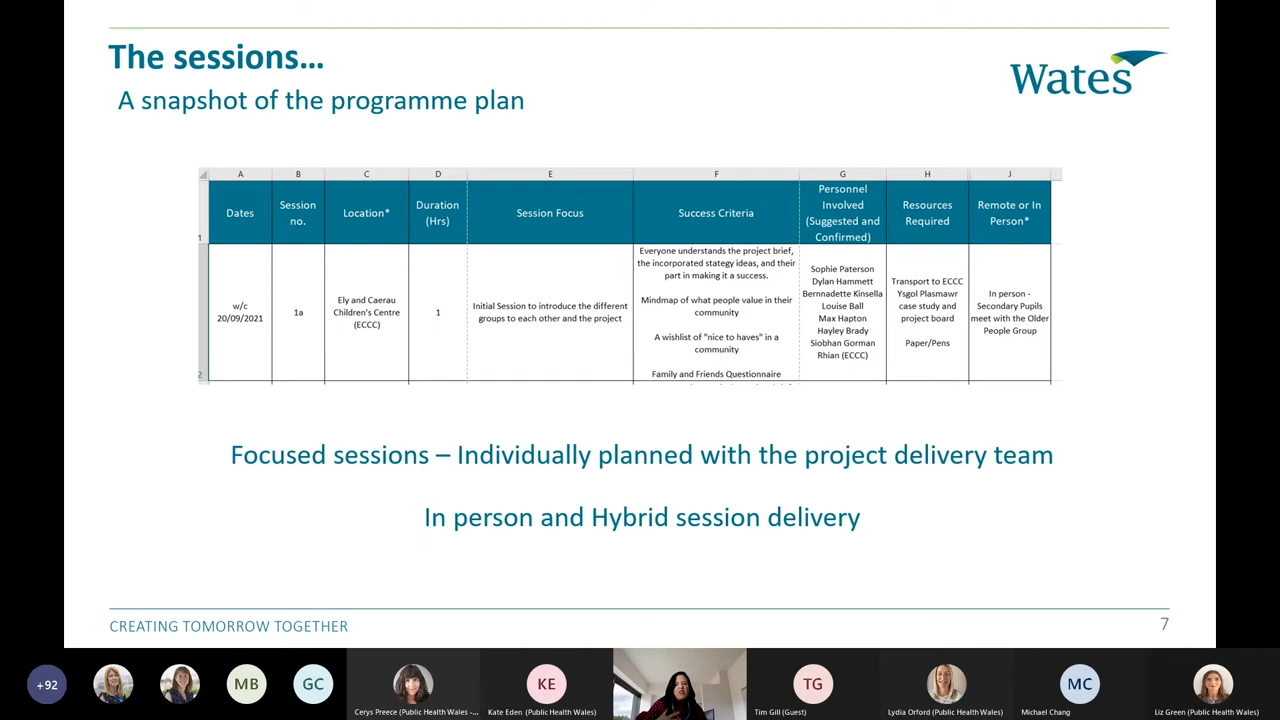 The sessions…
A snapshot of the programme plan
Wates
A B C D E F G H J
1
Dates
Session
no.
Location*
Duration
(Hrs)
Session Focus
Success Criteria
Personnel
Involved
(Suggested and
Confirmed)
Resources
Required
Remote or In
Person*
2
w/c
20/09/2021
1a
Ely and Caerau
Children's Centre
(ECCC)
1
Initial Session to introduce the different
groups to each other and the project
Everyone understands the project brief,
the incorporated stategy ideas, and their
part in making it a success.
Mindmap of what people value in their
community
A wishlist of "nice to haves" in a
community
Family and Friends Questionnaire
Sophie Paterson
Dylan Hammett
Bernnadette Kinsella
Louise Ball
Max Hapton
Hayley Brady
Siobhan Gorman
Rhian (ECCC)
Transport to ECCC
Ysgol Plasmawr
case study and
project board
Paper/Pens
In person -
Secondary Pupils
meet with the Older
People Group
Focused sessions – Individually planned with the project delivery team
In person and Hybrid session delivery
CREATING TOMORROW TOGETHER
7
+92
MB
GC
Cerys Preece (Public Health Wales -...
KE
Kate Eden (Public Health Wales)
TG
Tim Gill (Guest)
Lydia Orford (Public Health Wales)
MC
Michael Chang
Liz Green (Public Health Wales)